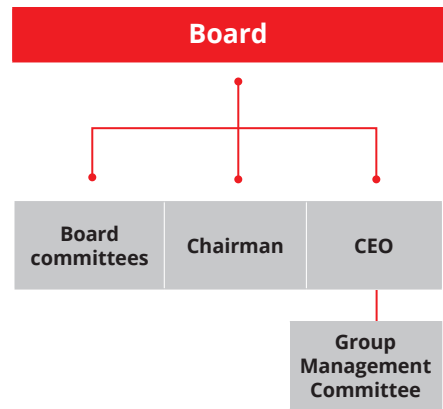 Board
Board
committees
Chairman
CEO
Group
Management
Committee